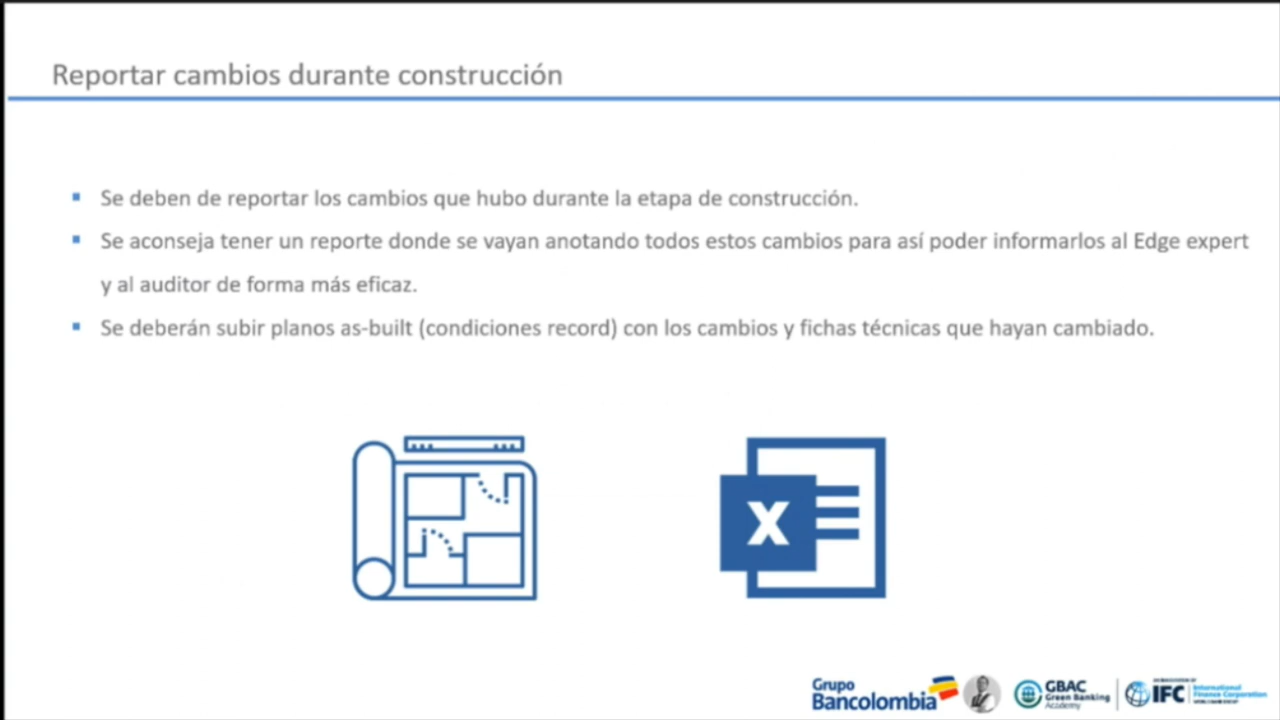 Reportar cambios durante construcción
Se deben de reportar los cambios que hubo durante la etapa de construcción.
Se aconseja tener un reporte donde se vayan anotando todos estos cambios para así poder informarlos al Edge expert
y al auditor de forma más eficaz.
Se deberán subir planos as-built (condiciones record) con los cambios y fichas técnicas que hayan cambiado.
X
Grupo
Bancolombia
GBAC
Green Banking
Academy
IFC
International
Finance Corporation
WORLD BANK GROUP